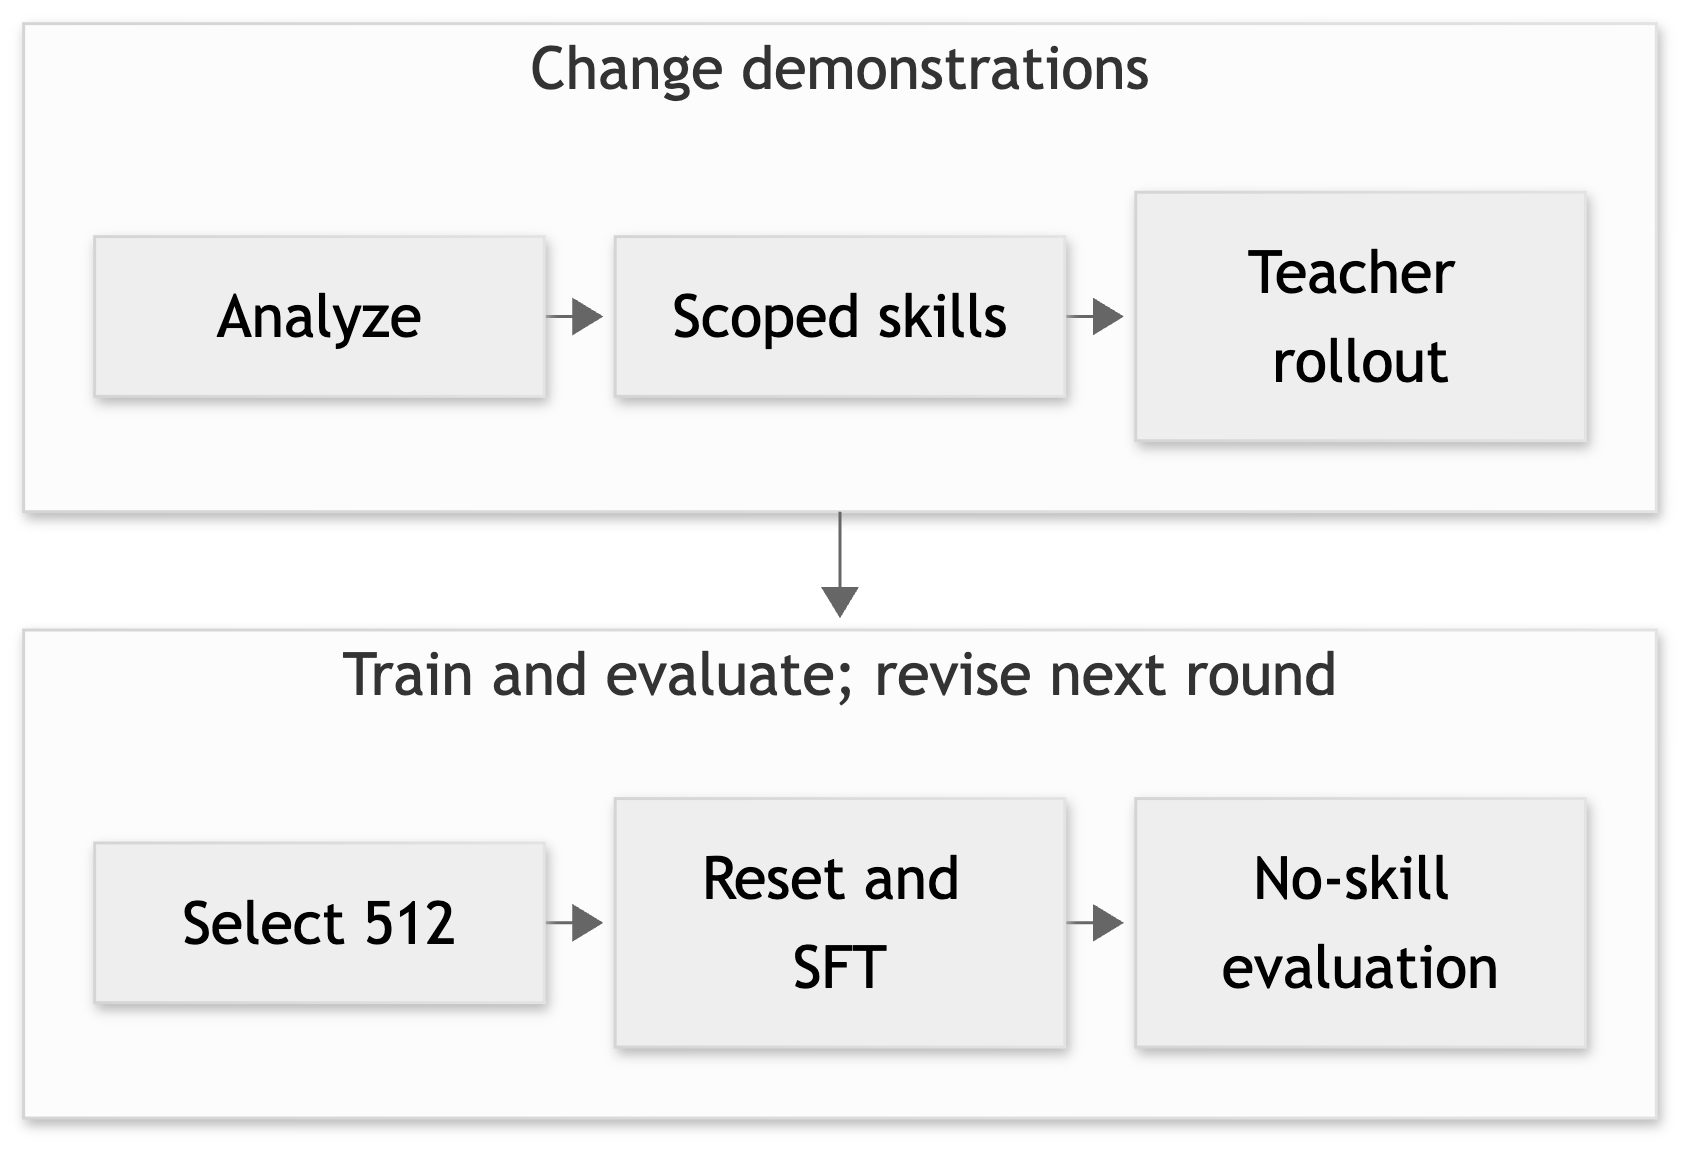 Change demonstrations
Analyze
Scoped skills
Teacher
rollout
Train and evaluate; revise next round
Select 512
Reset and
SFT
No-skill
evaluation